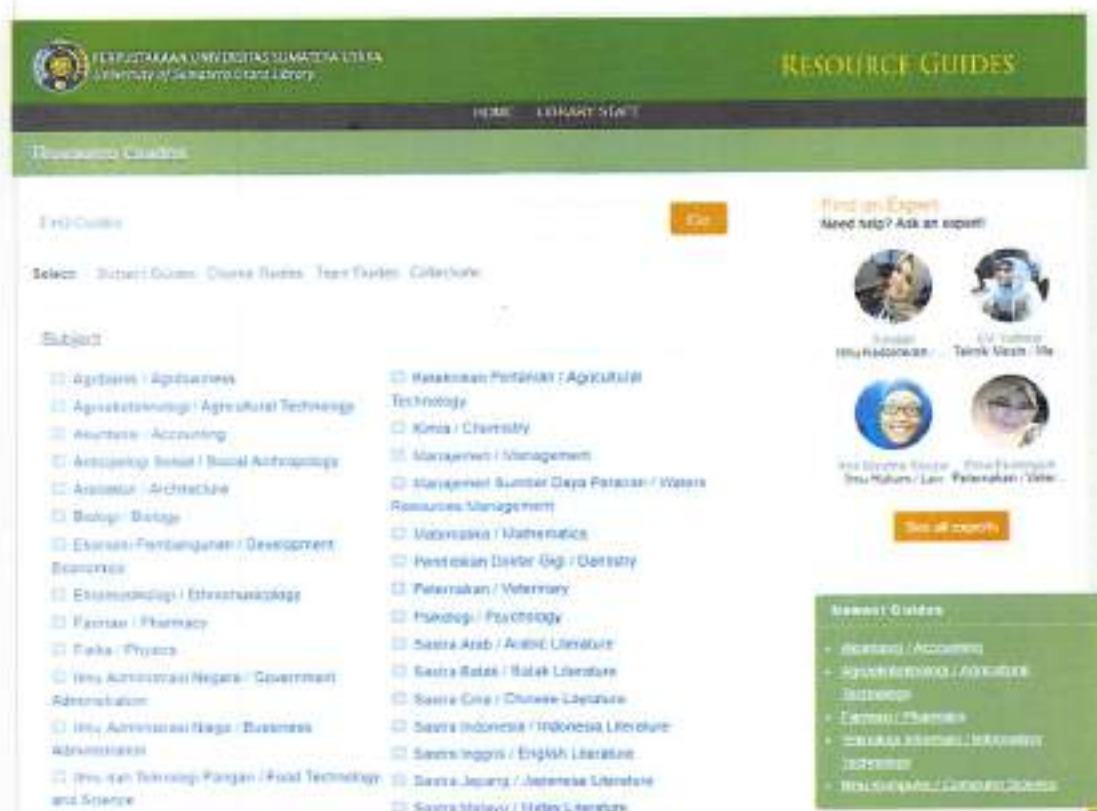 PERPUSTAKAAN UNIVERSITAS SUMATERA UTARA
University of Sumatera Utara Library
RESOURCE GUIDES
HOME LIBRARY STAFF
Resource Guides
Find Guides
Go
Select: Subject Guides Course Guides Topic Guides Collections
Subject
Agribisnis / Agribusiness
Agroekoteknologi / Agricultural Technology
Akuntansi / Accounting
Antropologi Sosial / Social Anthropology
Arsitektur / Architecture
Biologi / Biology
Ekonomi Pembangunan / Development
Economics
Etnomusikologi / Ethnomusicology
Farmasi / Pharmacy
Fisika / Physics
Ilmu Administrasi Negara / Government
Administration
Ilmu Administrasi Niaga / Bussiness
Administration
Ilmu dan Teknologi Pangan / Food Technology
and Science
Keteknikan Pertanian / Agricultural
Technology
Kimia / Chemistry
Manajemen / Management
Manajemen Sumber Daya Perairan / Waters
Resources Management
Matematika / Mathematics
Pendidikan Dokter Gigi / Dentistry
Peternakan / Veterinary
Psikologi / Psychology
Sastra Arab / Arabic Literature
Sastra Batak / Batak Literature
Sastra Cina / Chinese Literature
Sastra Indonesia / Indonesia Literature
Sastra Inggris / English Literature
Sastra Jepang / Japanese Literature
Sastra Melayu / Malay Literature
Find an Expert
Need help? Ask an expert!
Ilmu Kedokteran / ...
Teknik Mesin / Me...
Ilmu Hukum / Law
Peternakan / Veter...
See all experts
Newest Guides
Akuntansi / Accounting
Agroekoteknologi / Agriculture
Technology
Farmasi / Pharmacy
Teknologi Informasi / Information
Technology
Ilmu Komputer / Computer Science